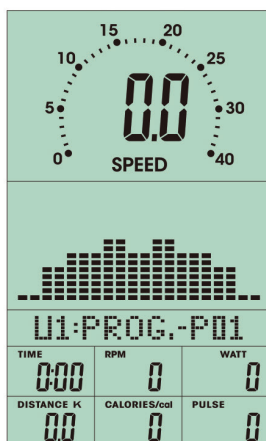 15 20
10 25
5 0.0 30
0 SPEED 40
U1:PROG.-P01
TIME RPM WATT
0:00 0 0
DISTANCE K CALORIES/cal PULSE
0.0 0 0